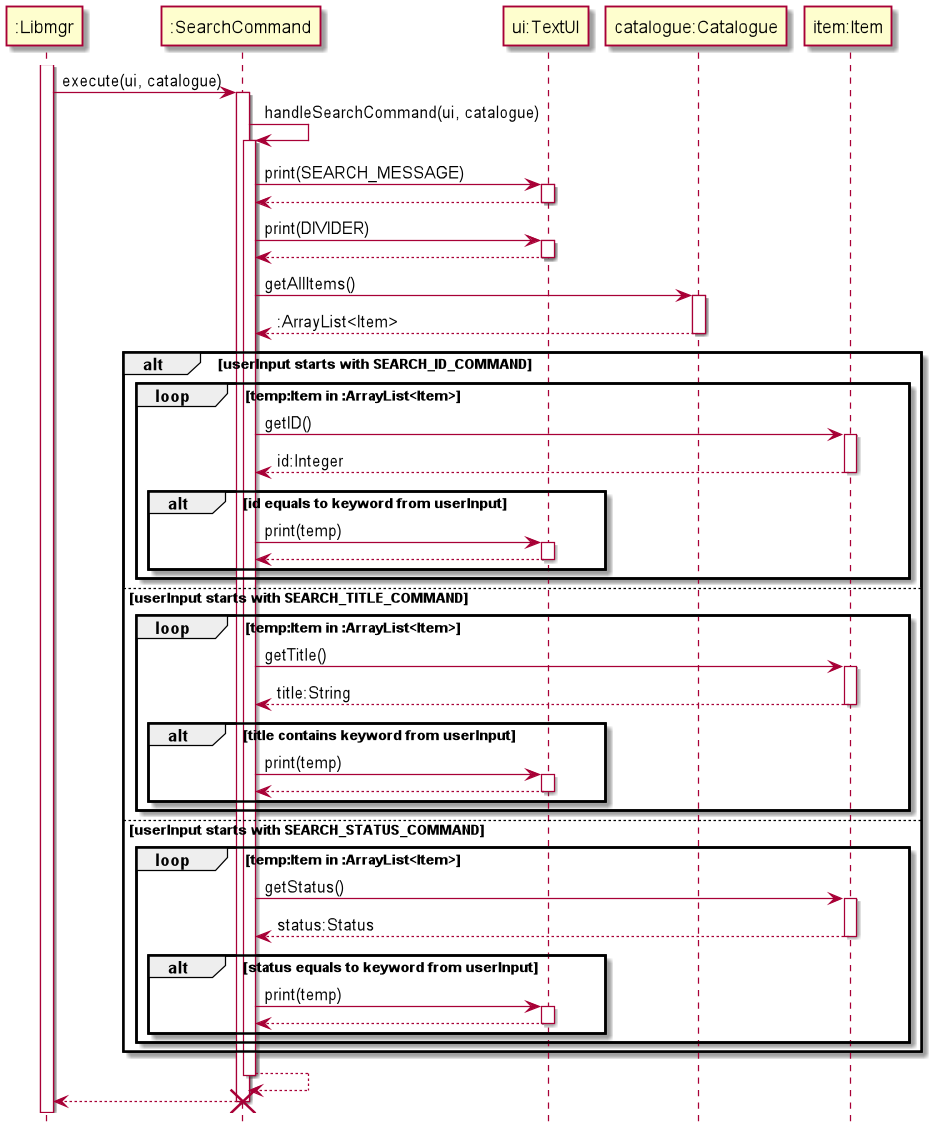 :Libmgr
:SearchCommand
ui:TextUI
catalogue:Catalogue
item:Item
execute(ui, catalogue)
handleSearchCommand(ui, catalogue)
print(SEARCH_MESSAGE)
print(DIVIDER)
getAllItems()
:ArrayList<Item>
alt [userInput starts with SEARCH_ID_COMMAND]
loop [temp:Item in :ArrayList<Item>]
getID()
id:Integer
alt [id equals to keyword from userInput]
print(temp)
[userInput starts with SEARCH_TITLE_COMMAND]
loop [temp:Item in :ArrayList<Item>]
getTitle()
title:String
alt [title contains keyword from userInput]
print(temp)
[userInput starts with SEARCH_STATUS_COMMAND]
loop [temp:Item in :ArrayList<Item>]
getStatus()
status:Status
alt [status equals to keyword from userInput]
print(temp)